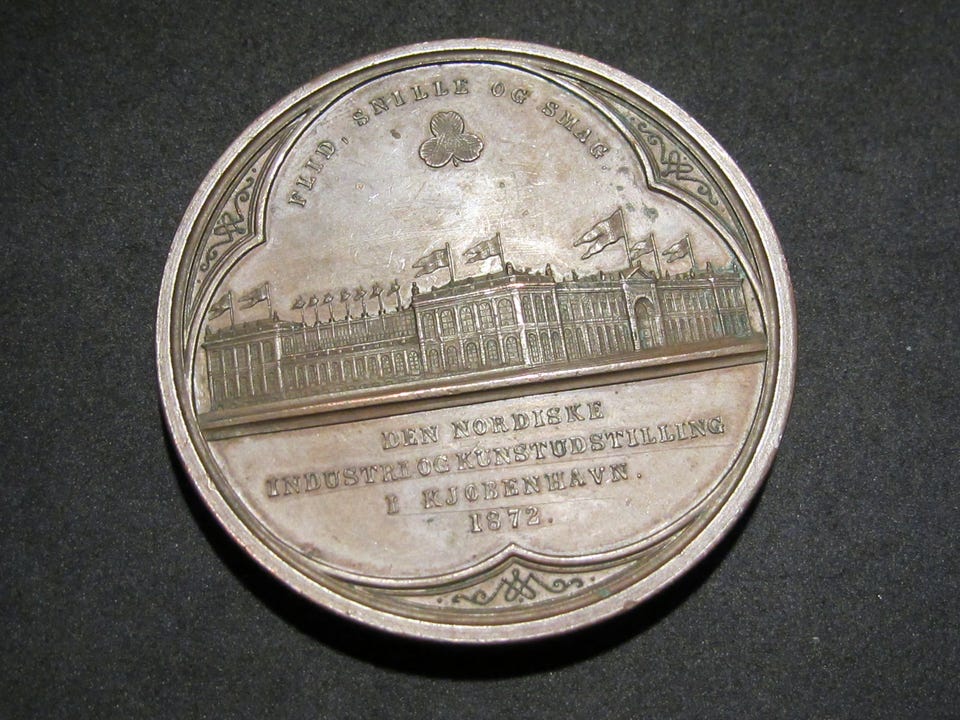 FLID, SNILLE OG SMAG.
DEN NORDISKE
INDUSTRI OG KUNSTUDSTILLING
I KJØBENHAVN.
1872.